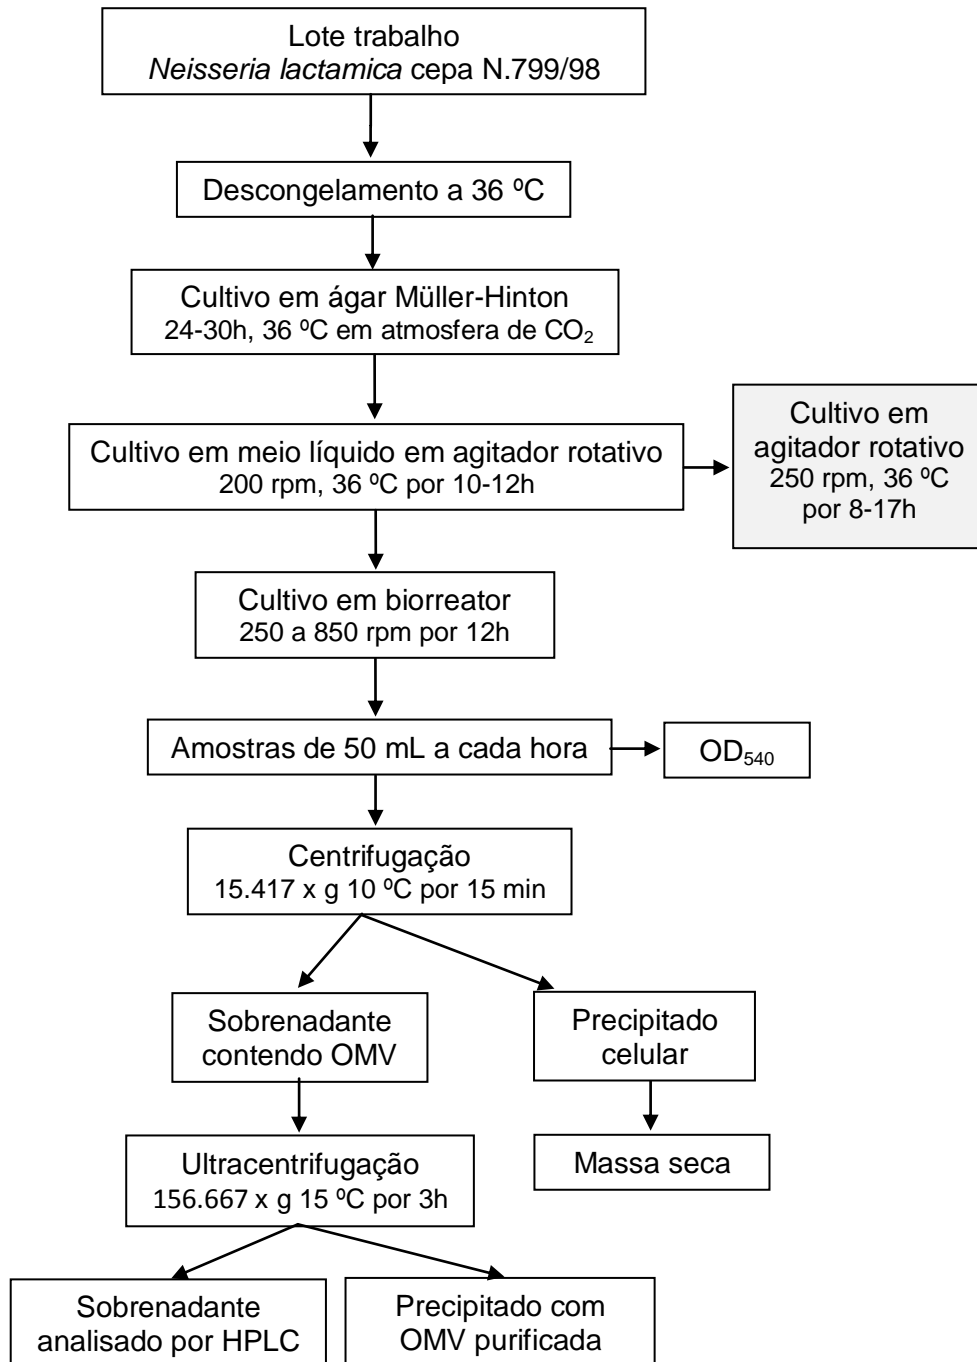 Lote trabalho
Neisseria lactamica cepa N.799/98
Descongelamento a 36 ºC
Cultivo em ágar Müller-Hinton
24-30h, 36 ºC em atmosfera de CO₂
Cultivo em meio líquido em agitador rotativo
200 rpm, 36 ºC por 10-12h
Cultivo em
agitador rotativo
250 rpm, 36 ºC
por 8-17h
Cultivo em biorreator
250 a 850 rpm por 12h
Amostras de 50 mL a cada hora
OD₅₄₀
Centrifugação
15.417 x g 10 ºC por 15 min
Sobrenadante
contendo OMV
Precipitado
celular
Ultracentrifugação
156.667 x g 15 ºC por 3h
Massa seca
Sobrenadante
analisado por HPLC
Precipitado com
OMV purificada